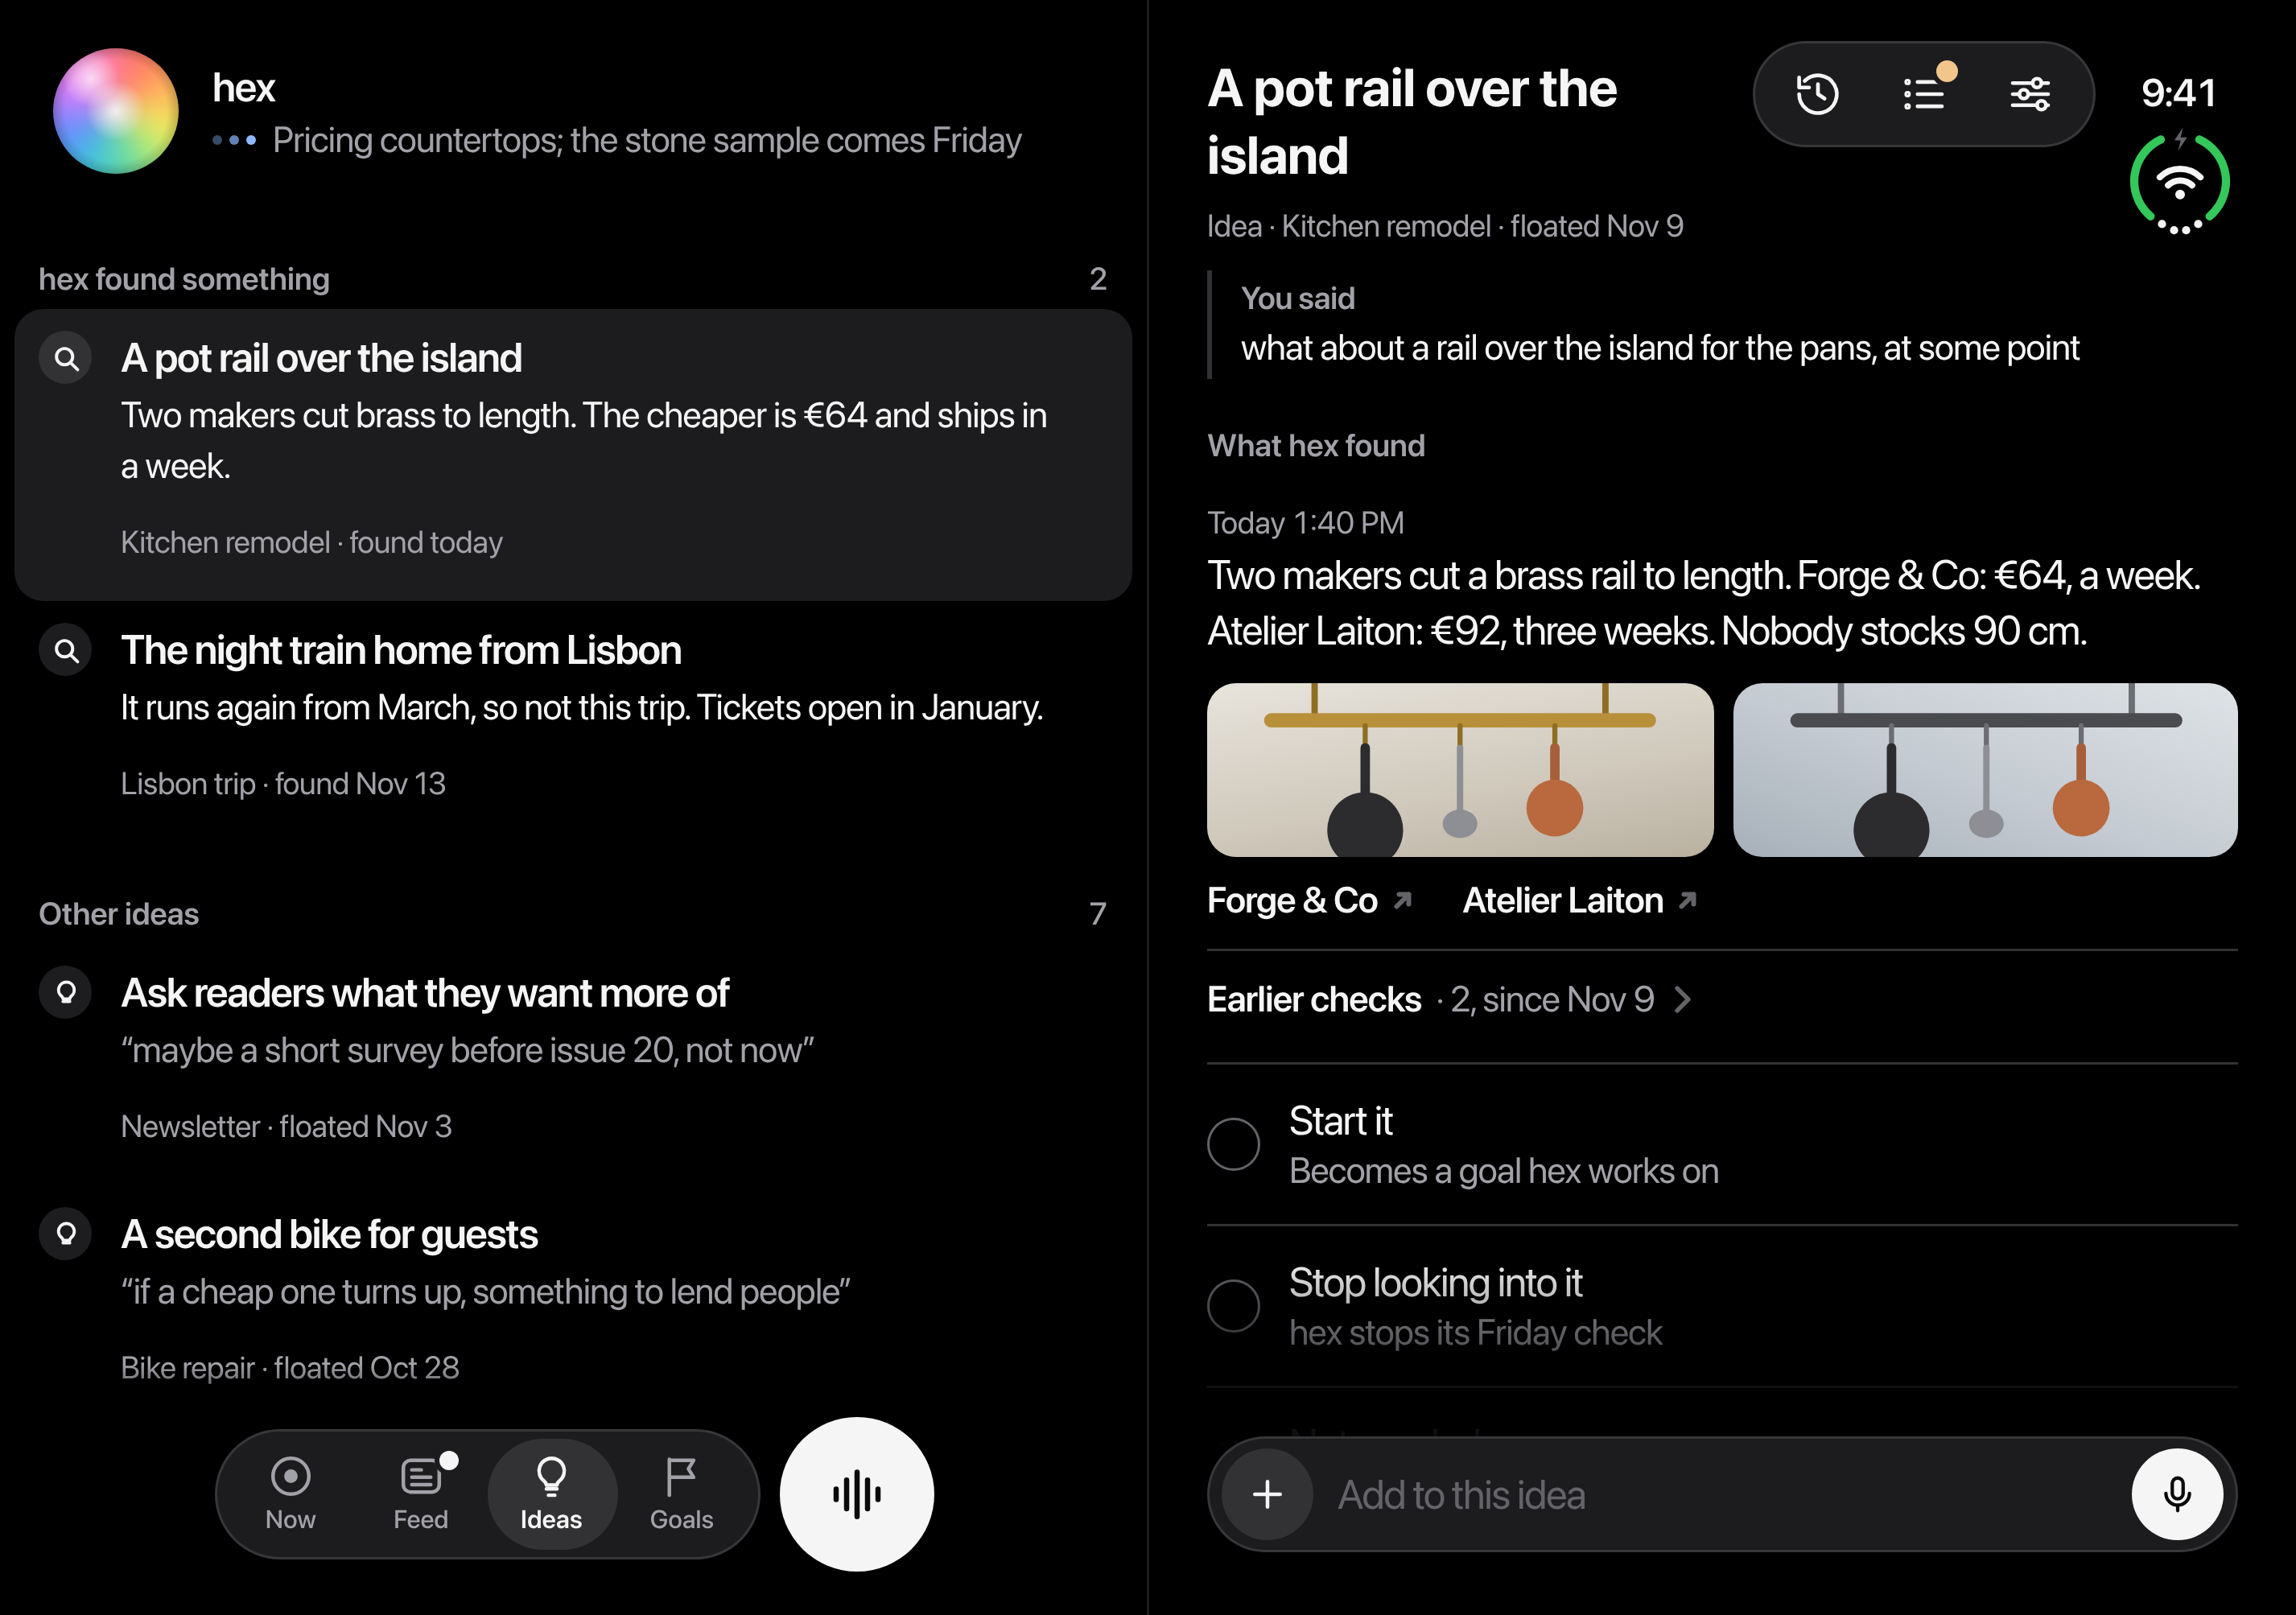 hex
Pricing countertops; the stone sample comes Friday
hex found something
2
A pot rail over the island
Two makers cut brass to length. The cheaper is €64 and ships in
a week.
Kitchen remodel · found today
The night train home from Lisbon
It runs again from March, so not this trip. Tickets open in January.
Lisbon trip · found Nov 13
Other ideas
7
Ask readers what they want more of
“maybe a short survey before issue 20, not now”
Newsletter · floated Nov 3
A second bike for guests
“if a cheap one turns up, something to lend people”
Bike repair · floated Oct 28
Now
Feed
Ideas
Goals
A pot rail over the
island
9:41
Idea · Kitchen remodel · floated Nov 9
You said
what about a rail over the island for the pans, at some point
What hex found
Today 1:40 PM
Two makers cut a brass rail to length. Forge & Co: €64, a week.
Atelier Laiton: €92, three weeks. Nobody stocks 90 cm.
Forge & Co
Atelier Laiton
Earlier checks · 2, since Nov 9
Start it
Becomes a goal hex works on
Stop looking into it
hex stops its Friday check
Add to this idea